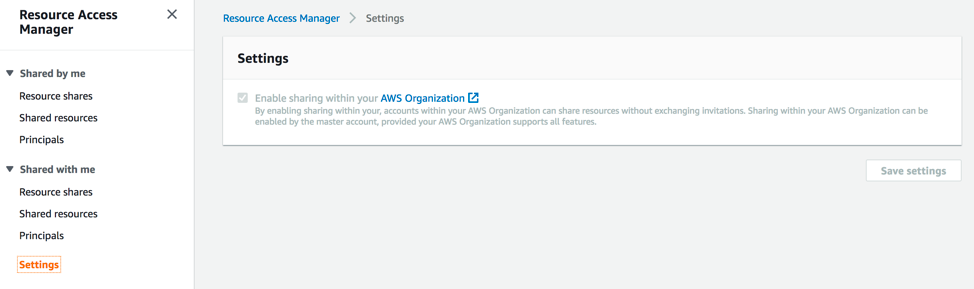 Resource Access
Manager
Shared by me
Resource shares
Shared resources
Principals
Shared with me
Resource shares
Shared resources
Principals
Settings
Resource Access Manager > Settings
Settings
Enable sharing within your AWS Organization
By enabling sharing within your, accounts within your AWS Organization can share resources without exchanging invitations. Sharing within your AWS Organization can be
enabled by the master account, provided your AWS Organization supports all features.
Save settings